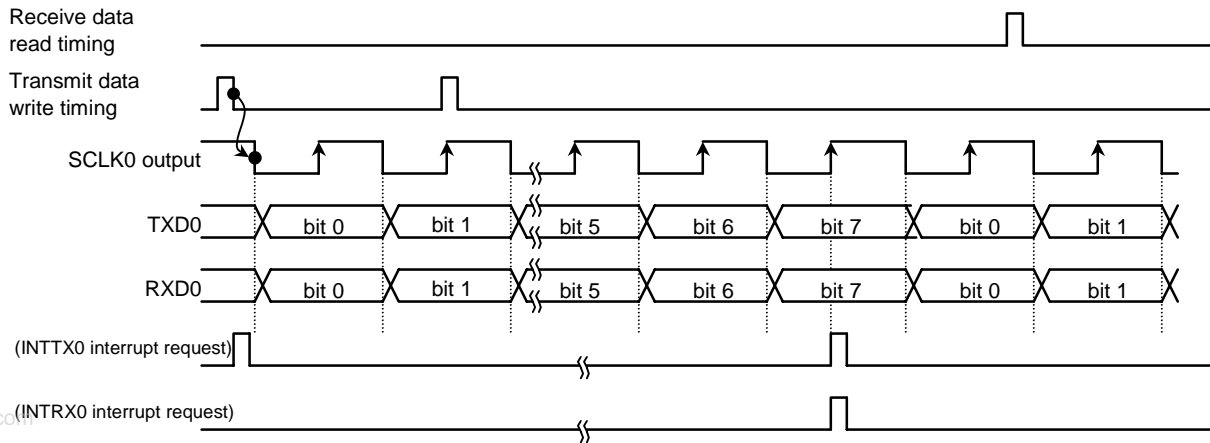 Receive data
read timing
Transmit data
write timing
SCLK0 output
TXD0 bit 0 bit 1 bit 5 bit 6 bit 7 bit 0 bit 1
RXD0 bit 0 bit 1 bit 5 bit 6 bit 7 bit 0 bit 1
(INTTX0 interrupt request)
com
(INTRX0 interrupt request)